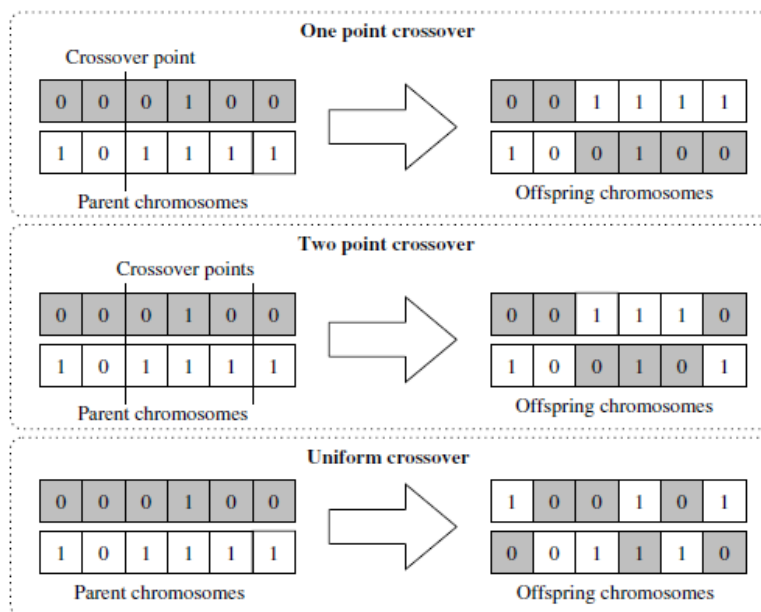 One point crossover
Crossover point
0 0 0 1 0 0
0 0 1 1 1 1
1 0 1 1 1 1
1 0 0 1 0 0
Parent chromosomes
Offspring chromosomes
Two point crossover
Crossover points
0 0 0 1 0 0
0 0 1 1 1 0
1 0 1 1 1 1
1 0 0 1 0 1
Parent chromosomes
Offspring chromosomes
Uniform crossover
0 0 0 1 0 0
1 0 0 1 0 1
1 0 1 1 1 1
0 0 1 1 1 0
Parent chromosomes
Offspring chromosomes